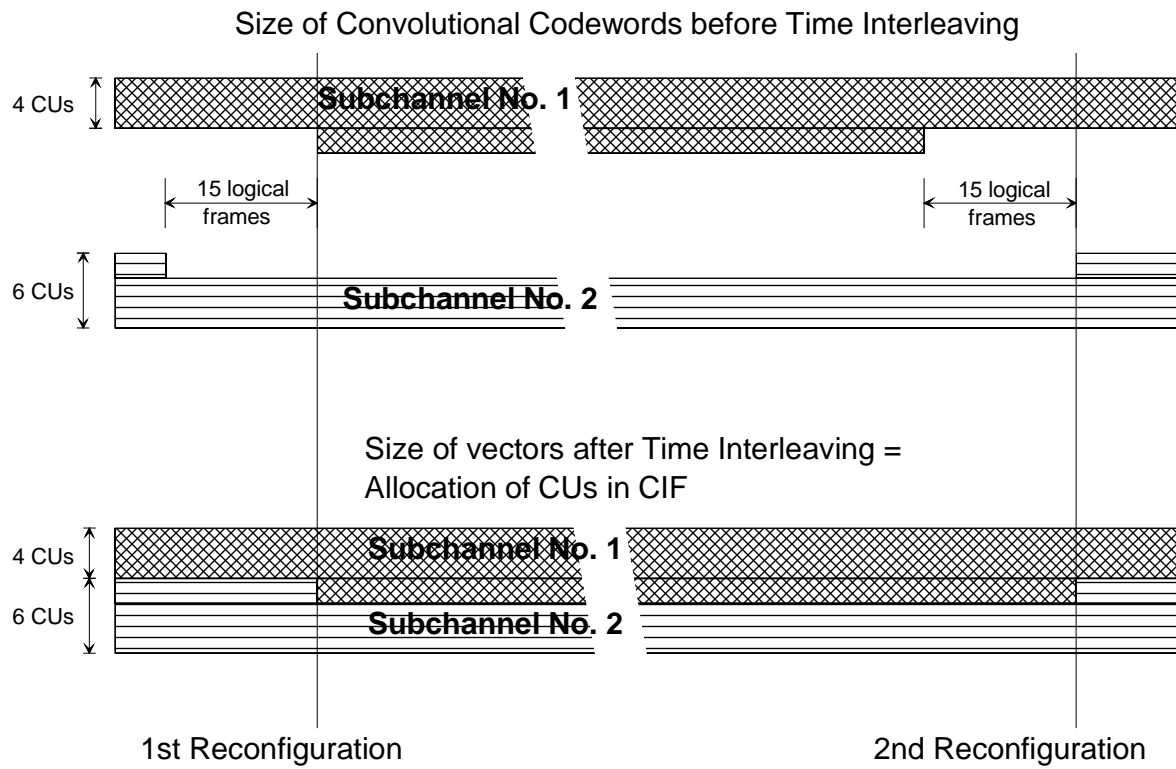 Size of Convolutional Codewords before Time Interleaving
4 CUs
Subchannel No. 1
15 logical
frames
15 logical
frames
6 CUs
Subchannel No. 2
Size of vectors after Time Interleaving =
Allocation of CUs in CIF
4 CUs
Subchannel No. 1
6 CUs
Subchannel No. 2
1st Reconfiguration
2nd Reconfiguration